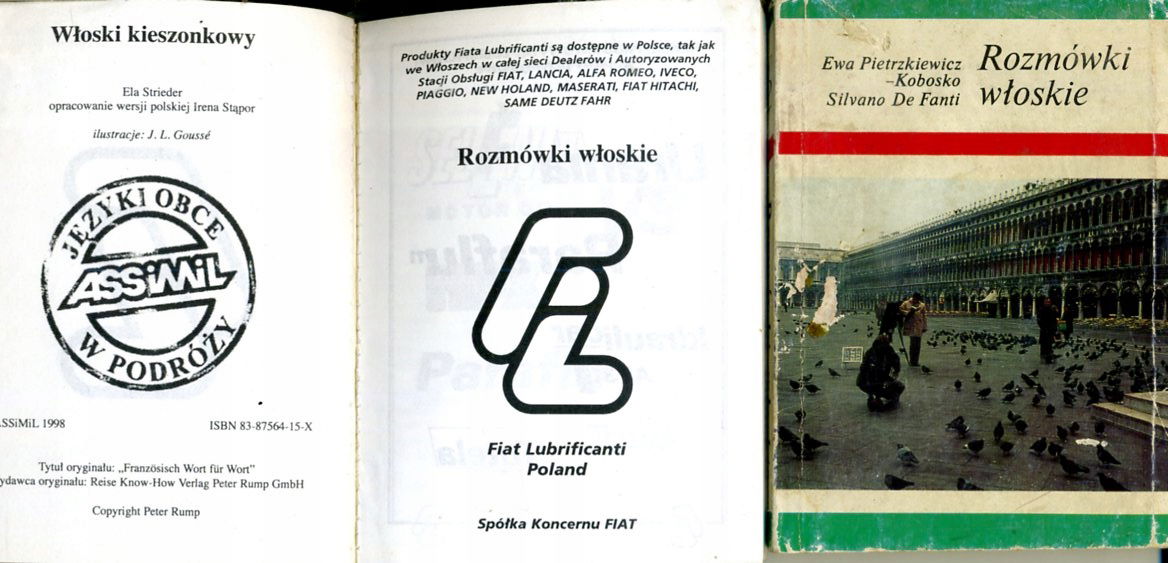 Włoski kieszonkowy
Ela Strieder
opracowanie wersji polskiej Irena Stąpor
ilustracje: J. L. Goussé
JĘZYKI OBCE
ASSiMiL
W PODRÓŻY
SSiMiL 1998
ISBN 83-87564-15-X
Tytuł oryginału: „Französisch Wort für Wort"
ydawca oryginału: Reise Know-How Verlag Peter Rump GmbH
Copyright Peter Rump
Produkty Fiata Lubrificanti są dostępne w Polsce, tak jak
we Włoszech w całej sieci Dealerów i Autoryzowanych
Stacji Obsługi FIAT, LANCIA, ALFA ROMEO, IVECO,
PIAGGIO, NEW HOLAND, MASERATI, FIAT HITACHI,
SAME DEUTZ FAHR
Rozmówki włoskie
FL
Fiat Lubrificanti
Poland
Spółka Koncernu FIAT
Ewa Pietrzkiewicz
-Kobosko
Silvano De Fanti
Rozmówki
włoskie